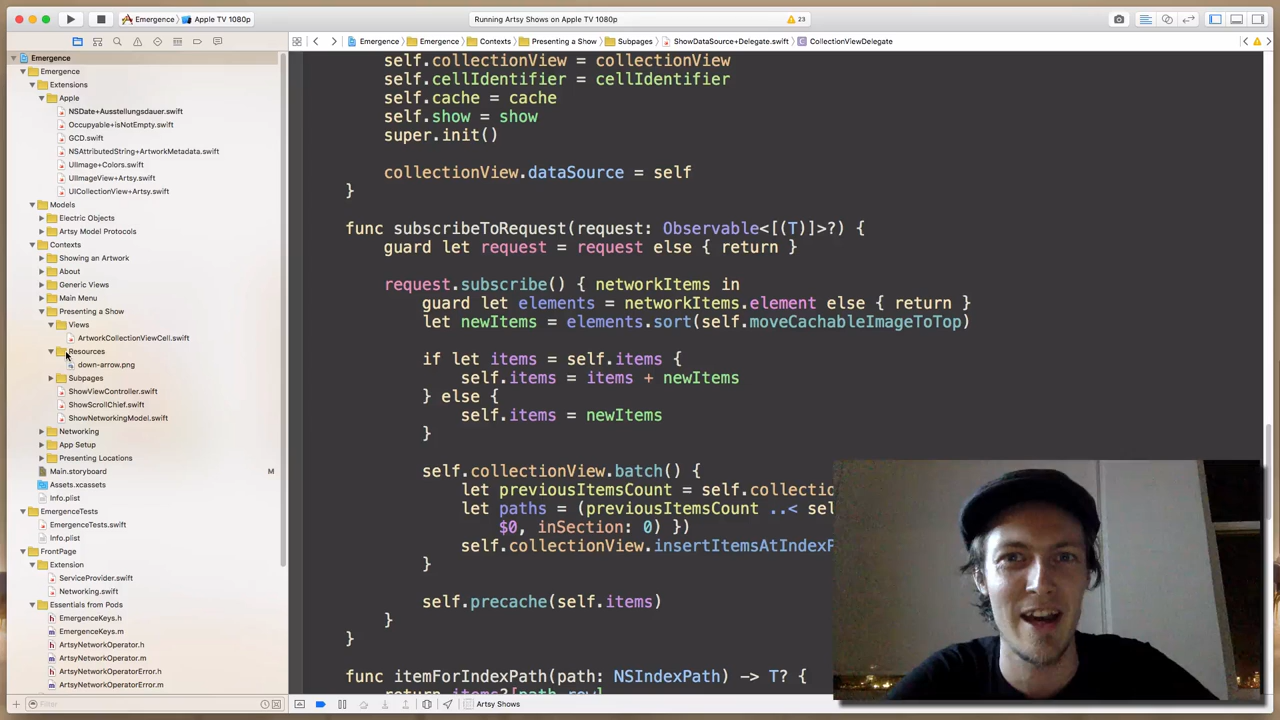 Emergence
Apple TV 1080p
Running Artsy Shows on Apple TV 1080p
23
Emergence
Emergence
Contexts
Presenting a Show
Subpages
ShowDataSource+Delegate.swift
CollectionViewDelegate
Emergence
Emergence
Extensions
Apple
NSDate+Ausstellungsdauer.swift
Occupyable+isNotEmpty.swift
GCD.swift
NSAttributedString+ArtworkMetadata.swift
UIImage+Colors.swift
UIImageView+Artsy.swift
UICollectionView+Artsy.swift
Models
Electric Objects
Artsy Model Protocols
Contexts
Showing an Artwork
About
Generic Views
Main Menu
Presenting a Show
Views
ArtworkCollectionViewCell.swift
Resources
down-arrow.png
Subpages
ShowViewController.swift
ShowScrollChief.swift
ShowNetworkingModel.swift
Networking
App Setup
Presenting Locations
Main.storyboard
M
Assets.xcassets
Info.plist
EmergenceTests
EmergenceTests.swift
Info.plist
FrontPage
Extension
ServiceProvider.swift
Networking.swift
Essentials from Pods
EmergenceKeys.h
EmergenceKeys.m
ArtsyNetworkOperator.h
ArtsyNetworkOperator.m
ArtsyNetworkOperatorError.h
ArtsyNetworkOperatorError.m
Filter
self.collectionView = collectionView
self.cellIdentifier = cellIdentifier
self.cache = cache
self.show = show
super.init()
collectionView.dataSource = self
}
func subscribeToRequest(request: Observable<[(T)]>?) {
guard let request = request else { return }
request.subscribe() { networkItems in
guard let elements = networkItems.element else { return }
let newItems = elements.sort(self.moveCachableImageToTop)
if let items = self.items {
self.items = items + newItems
} else {
self.items = newItems
}
self.collectionView.batch() {
let previousItemsCount = self.collectio
let paths = (previousItemsCount ..< sel
$0, inSection: 0) })
self.collectionView.insertItemsAtIndexP
}
self.precache(self.items)
}
}
func itemForIndexPath(path: NSIndexPath) -> T? {
return items?[path.row]
Artsy Shows